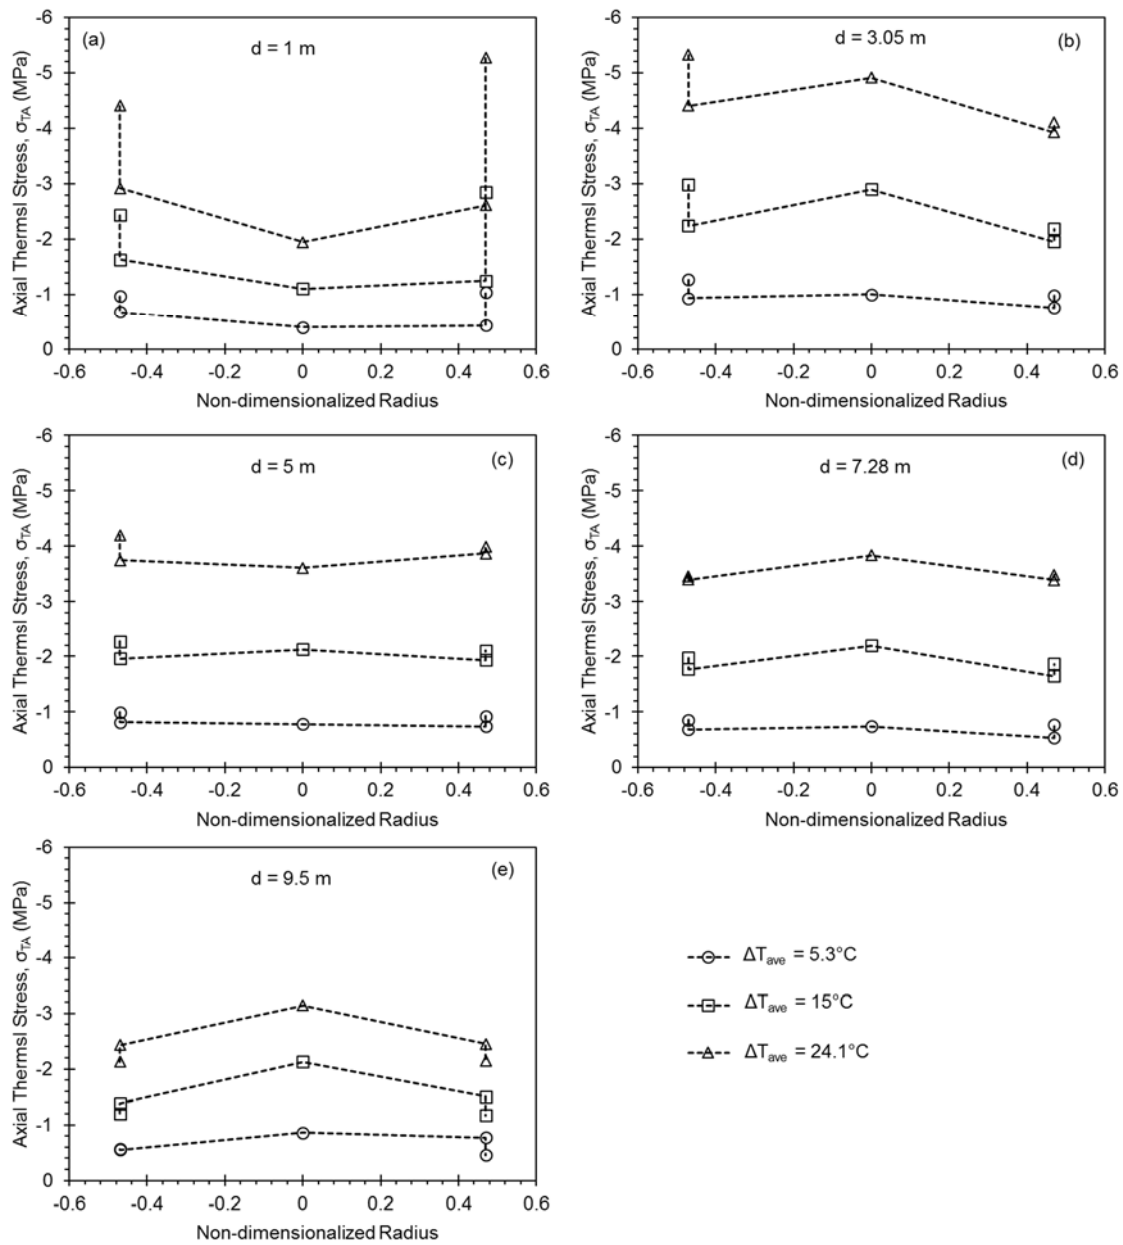 (a)
d = 1 m
Axial Thermsl Stress, σTA (MPa)
-6
-5
-4
-3
-2
-1
0
-0.6 -0.4 -0.2 0 0.2 0.4 0.6
Non-dimensionalized Radius
(b)
d = 3.05 m
Axial Thermsl Stress, σTA (MPa)
-6
-5
-4
-3
-2
-1
0
-0.6 -0.4 -0.2 0 0.2 0.4 0.6
Non-dimensionalized Radius
(c)
d = 5 m
Axial Thermsl Stress, σTA (MPa)
-6
-5
-4
-3
-2
-1
0
-0.6 -0.4 -0.2 0 0.2 0.4 0.6
Non-dimensionalized Radius
(d)
d = 7.28 m
Axial Thermsl Stress, σTA (MPa)
-6
-5
-4
-3
-2
-1
0
-0.6 -0.4 -0.2 0 0.2 0.4 0.6
Non-dimensionalized Radius
(e)
d = 9.5 m
Axial Thermsl Stress, σTA (MPa)
-6
-5
-4
-3
-2
-1
0
-0.6 -0.4 -0.2 0 0.2 0.4 0.6
Non-dimensionalized Radius
ΔTave = 5.3°C
ΔTave = 15°C
ΔTave = 24.1°C